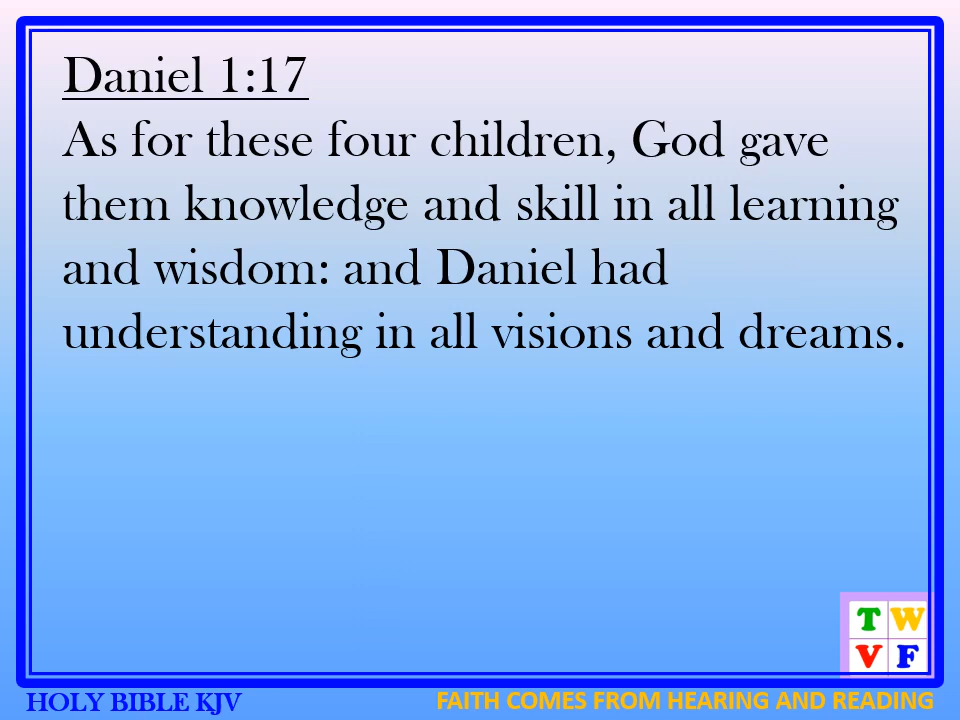 Daniel 1:17
As for these four children, God gave
them knowledge and skill in all learning
and wisdom: and Daniel had
understanding in all visions and dreams.
T W
V F
HOLY BIBLE KJV
FAITH COMES FROM HEARING AND READING